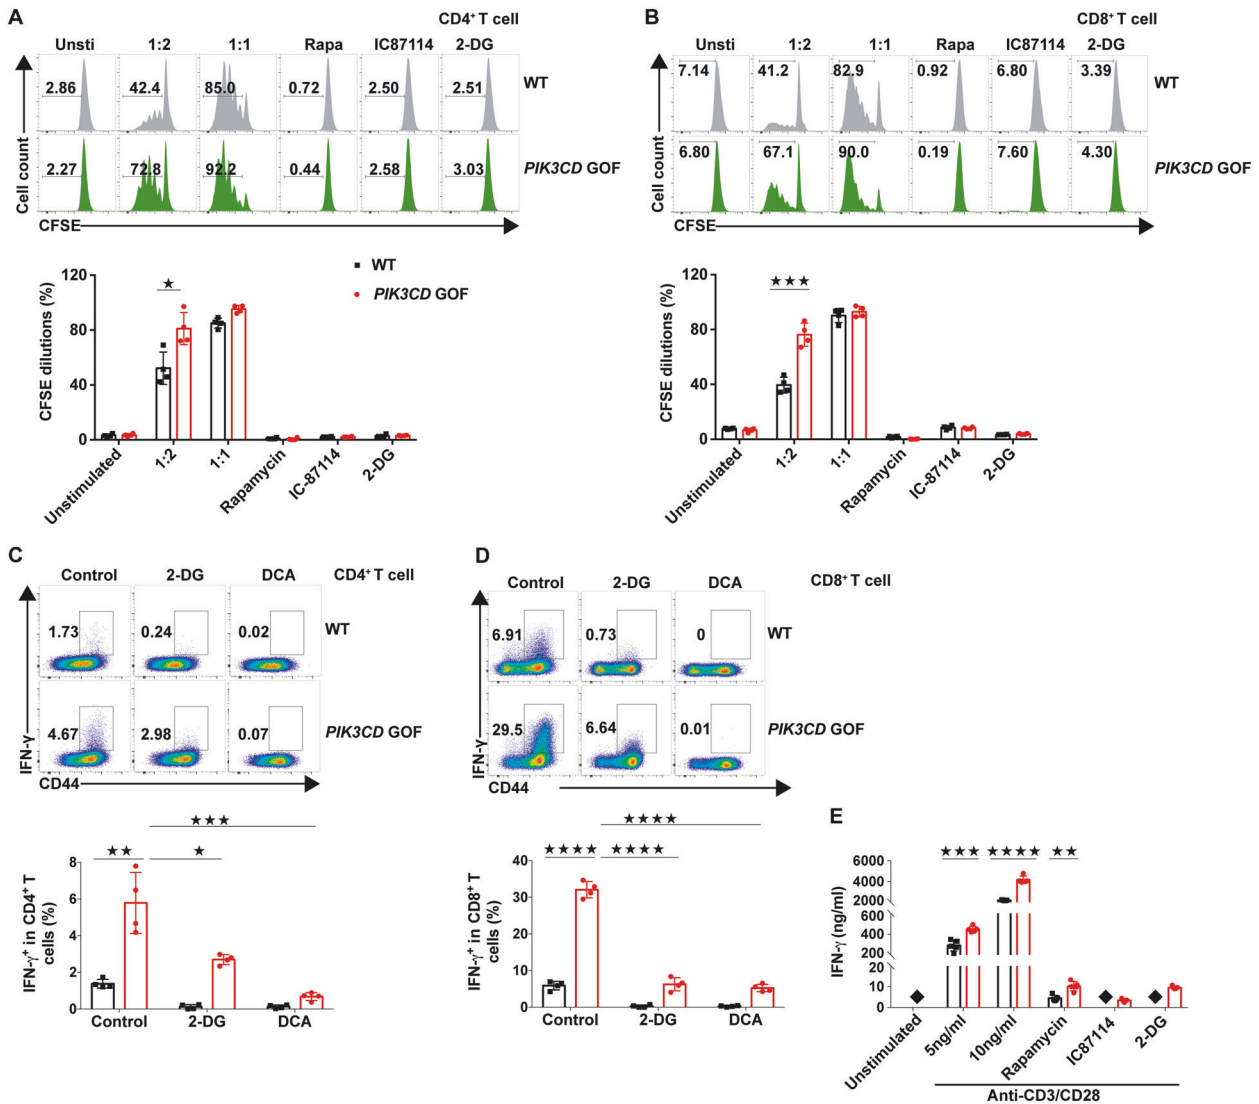 A
CD4⁺ T cell
Unsti 1:2 1:1 Rapa IC87114 2-DG
2.86 42.4 85.0 0.72 2.50 2.51 WT
2.27 72.8 92.2 0.44 2.58 3.03 PIK3CD GOF
Cell count
CFSE
CFSE dilutions (%)
120
80
40
0
★
WT
PIK3CD GOF
Unstimulated 1:2 1:1 Rapamycin IC-87114 2-DG
B
CD8⁺ T cell
Unsti 1:2 1:1 Rapa IC87114 2-DG
7.14 41.2 82.9 0.92 6.80 3.39 WT
6.80 67.1 90.0 0.19 7.60 4.30 PIK3CD GOF
Cell count
CFSE
CFSE dilutions (%)
120
80
40
0
★★★
Unstimulated 1:2 1:1 Rapamycin IC-87114 2-DG
C
Control 2-DG DCA CD4⁺ T cell
1.73 0.24 0.02 WT
4.67 2.98 0.07 PIK3CD GOF
IFN-γ
CD44
★★★
★★ ★
IFN-γ⁺ in CD4⁺ T
cells (%)
8
6
4
2
0
Control 2-DG DCA
D
Control 2-DG DCA CD8⁺ T cell
6.91 0.73 0 WT
29.5 6.64 0.01 PIK3CD GOF
IFN-γ
CD44
★★★★
★★★★ ★★★★
IFN-γ⁺ in CD8⁺ T
cells (%)
40
30
20
10
0
Control 2-DG DCA
E
★★★ ★★★★ ★★
IFN-γ (ng/ml)
6000
4000
2000
600
400
200
20
10
0
Unstimulated 5ng/ml 10ng/ml Rapamycin IC87114 2-DG
Anti-CD3/CD28